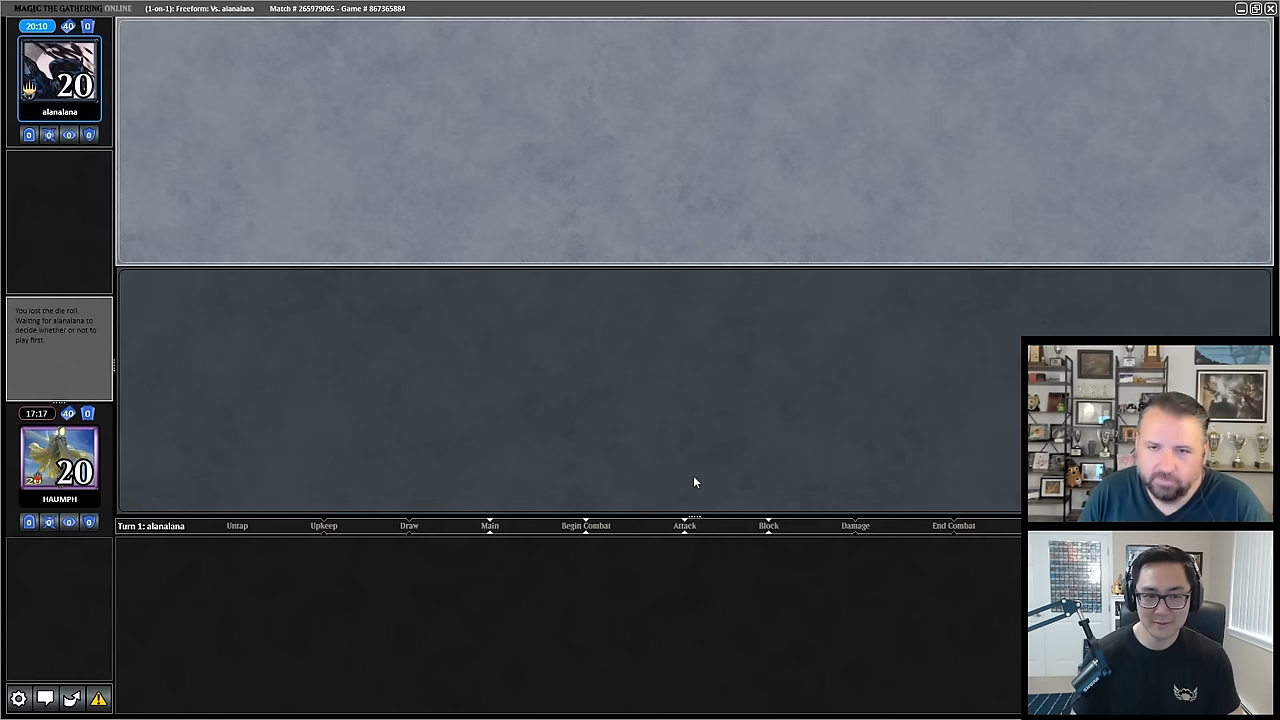 MAGIC THE GATHERING ONLINE (1-on-1): Freeform: Vs. alanalana Match # 265979065 - Game # 867365884
20:10 40 0
20
alanalana
0 0 0 0
You lost the die roll.
Waiting for alanalana to
decide whether or not to
play first.
17:17 40 0
20
HAUMPH
0 0 0 0
Turn 1: alanalana Untap Upkeep Draw Main Begin Combat Attack Block Damage End Combat